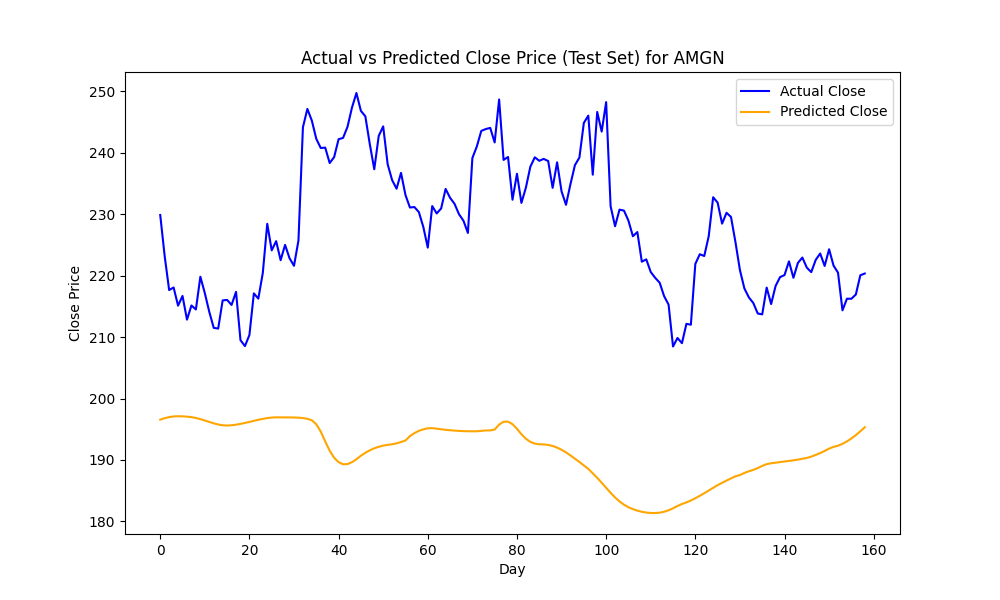 Actual vs Predicted Close Price (Test Set) for AMGN
Actual Close
Predicted Close
Close Price
250
240
230
220
210
200
190
180
0 20 40 60 80 100 120 140 160
Day